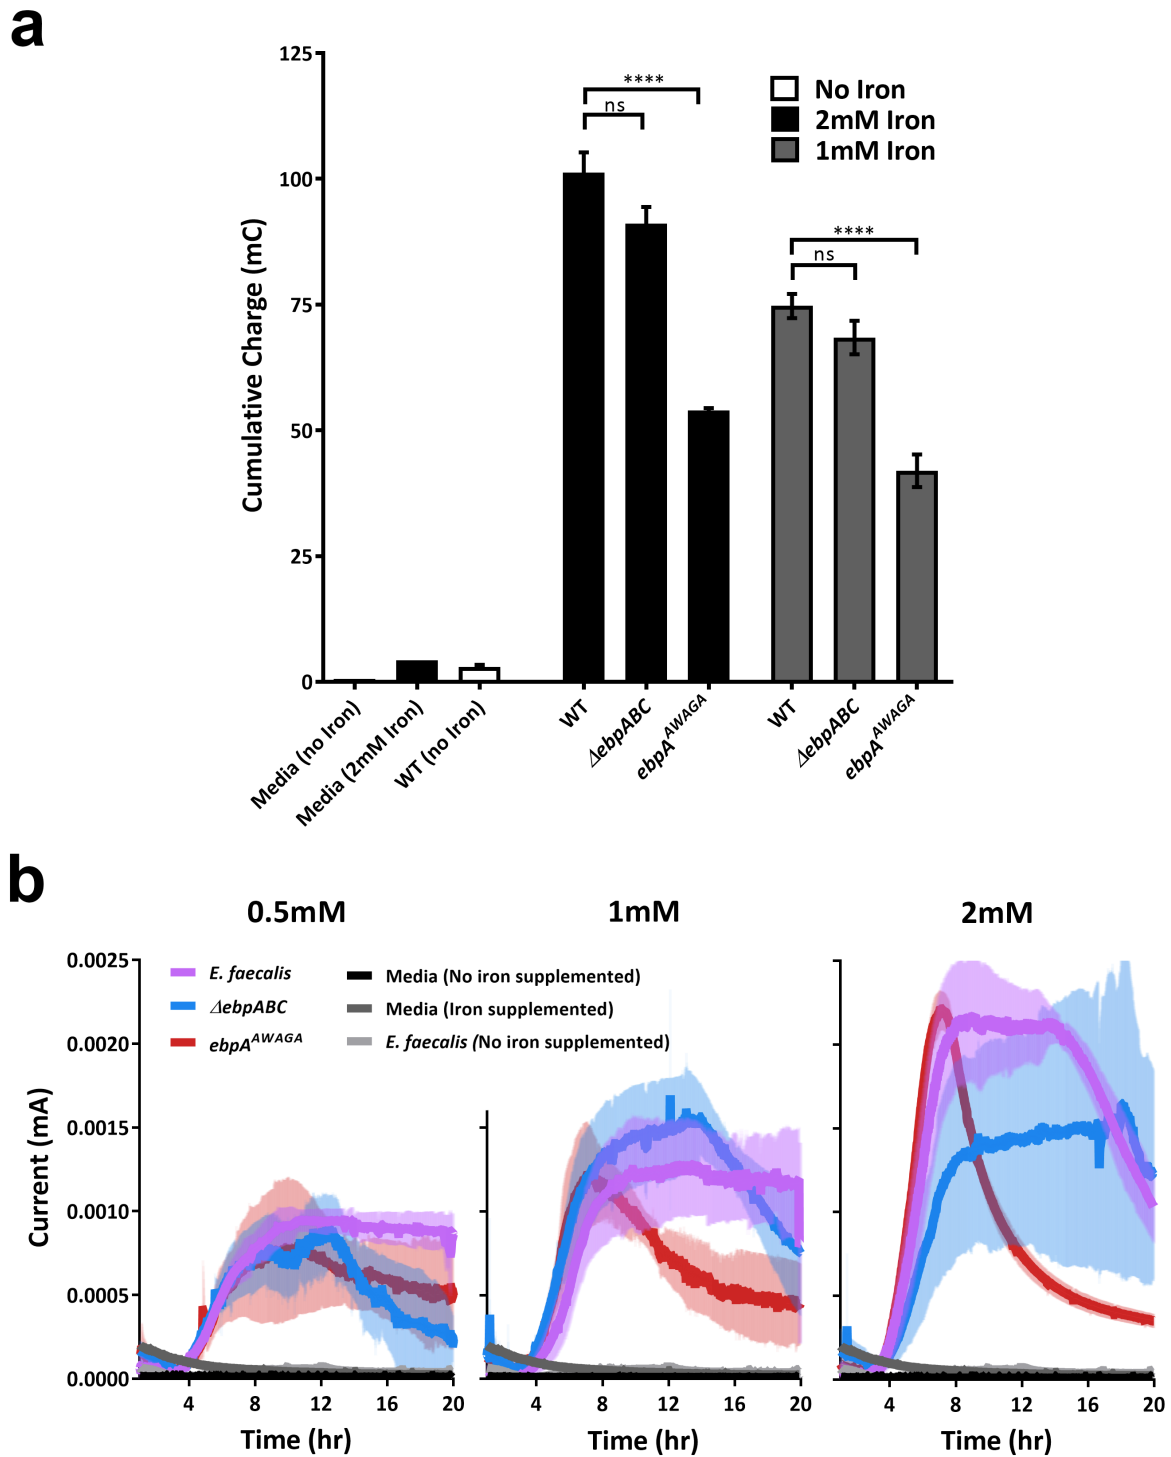 a
125
100
75
50
25
0
Cumulative Charge (mC)
****
ns
****
ns
No Iron
2mM Iron
1mM Iron
Media (no Iron)
Media (2mM Iron)
WT (no Iron)
WT
ΔebpABC
ebpA^AWAGA
WT
ΔebpABC
ebpA^AWAGA
b
0.5mM
1mM
2mM
0.0025
0.0020
0.0015
0.0010
0.0005
0.0000
Current (mA)
E. faecalis
ΔebpABC
ebpA^AWAGA
Media (No iron supplemented)
Media (Iron supplemented)
E. faecalis (No iron supplemented)
4 8 12 16 20
4 8 12 16 20
4 8 12 16 20
Time (hr)
Time (hr)
Time (hr)